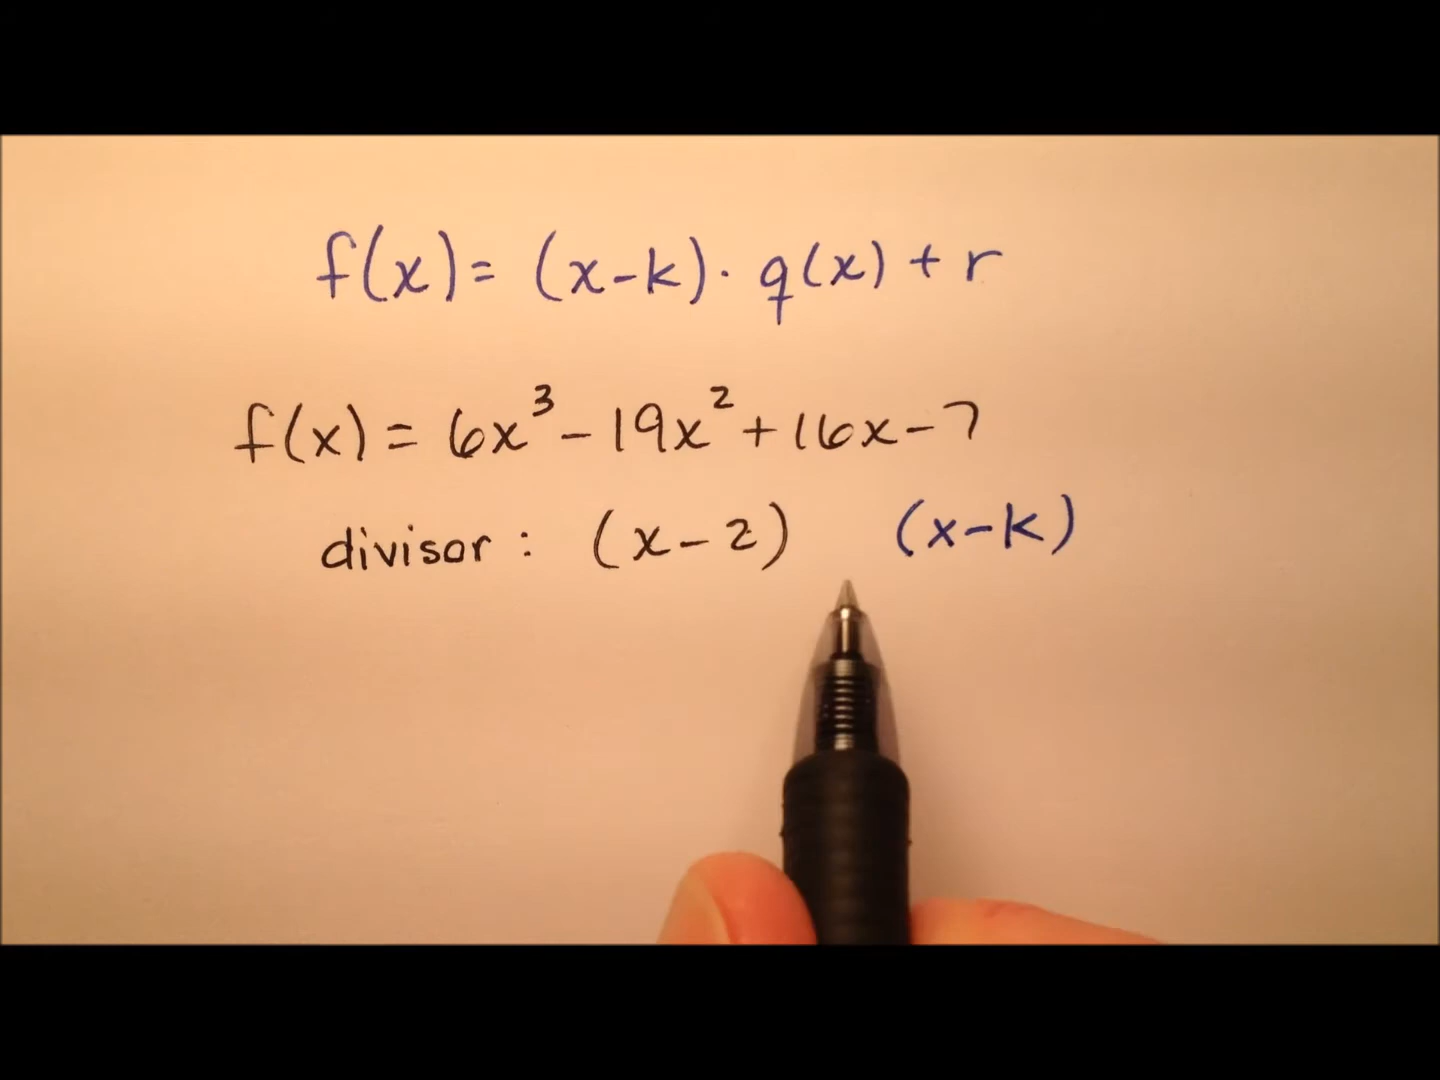 f(x) = (x-k) · q(x) + r
f(x) = 6x³ - 19x² + 16x - 7
divisor : (x - 2) (x - k)